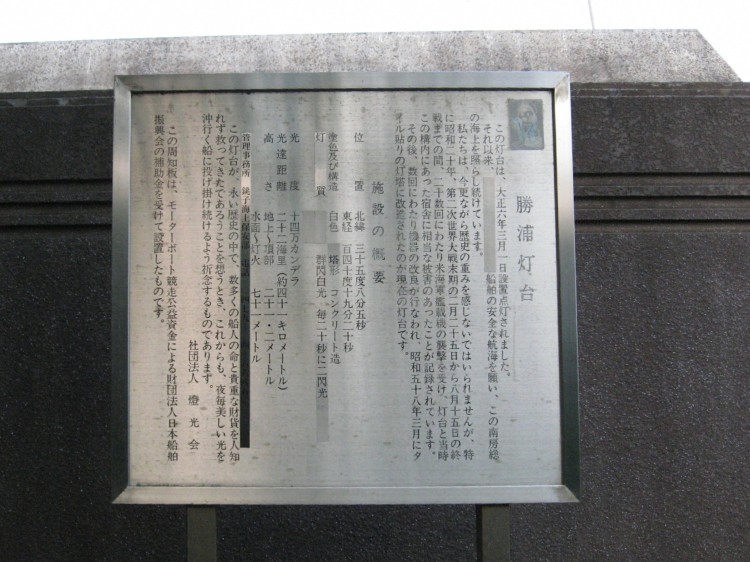 勝浦灯台
この灯台は、大正六年三月一日設置点灯されました。
それ以来 船舶の安全な航海を願い、この南房総
の海上を照らし続けています。
私たちは、今更ながら歴史の重みを感じないではいられませんが、特
に昭和二十年、第二次世界大戦末期の二月二十五日から八月十五日の終
戦までの間、二十数回にわたり米海軍艦載機の襲撃を受け、灯台と当時
この構内にあった宿舎に相当な被害のあったことが記録されています。
その後、数回にわたり機器の改良が行なわれ、昭和五十八年三月にタ
イル貼りの灯塔に改造されたのが現在の灯台です。
施設の概要
位置 北緯 三十五度八分五秒
東経 百四十度十九分二十秒
塗色及び構造 白色 塔形 コンクリート造
灯質 群閃白光 毎二十秒に二閃光
光度 十四万カンデラ
光達距離 二十二海里(約四十一キロメートル)
高さ 地上〜頂部 二十一・二メートル
水面〜灯火 七十一メートル
管理事務所 銚子海上保安部
この灯台が、永い歴史の中で、数多くの船人の命と貴重な財貨を人知
れず救ってきたであろうことを想うとき、これからも、夜毎美しい光を
沖行く船に投げ掛け続けるよう祈念するものであります。
社団法人 燈光会
この周知板は、モーターボート競走公益資金による財団法人日本船舶
振興会の補助金を受けて設置したものです。